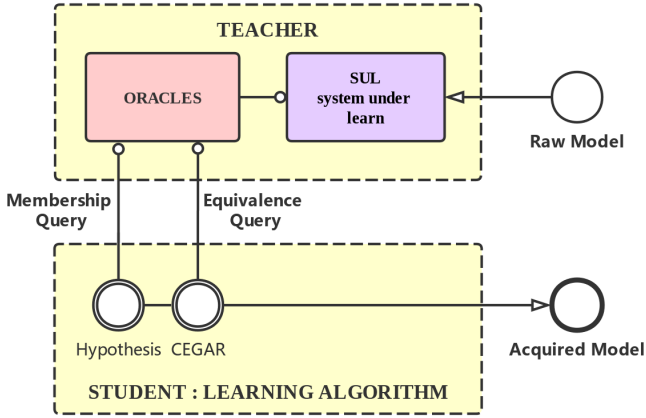 TEACHER
ORACLES
SUL
system under
learn
Raw Model
Membership
Query
Equivalence
Query
Hypothesis
CEGAR
Acquired Model
STUDENT : LEARNING ALGORITHM